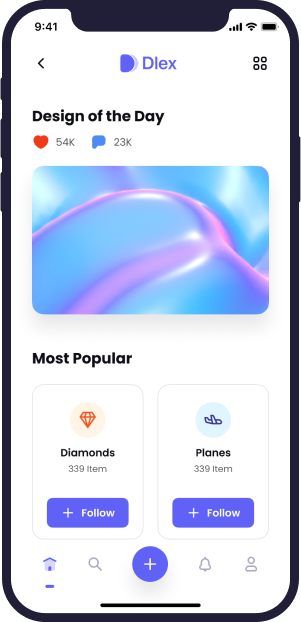 9:41
Dlex
Design of the Day
54K 23K
Most Popular
Diamonds
339 Item
Follow
Planes
339 Item
Follow